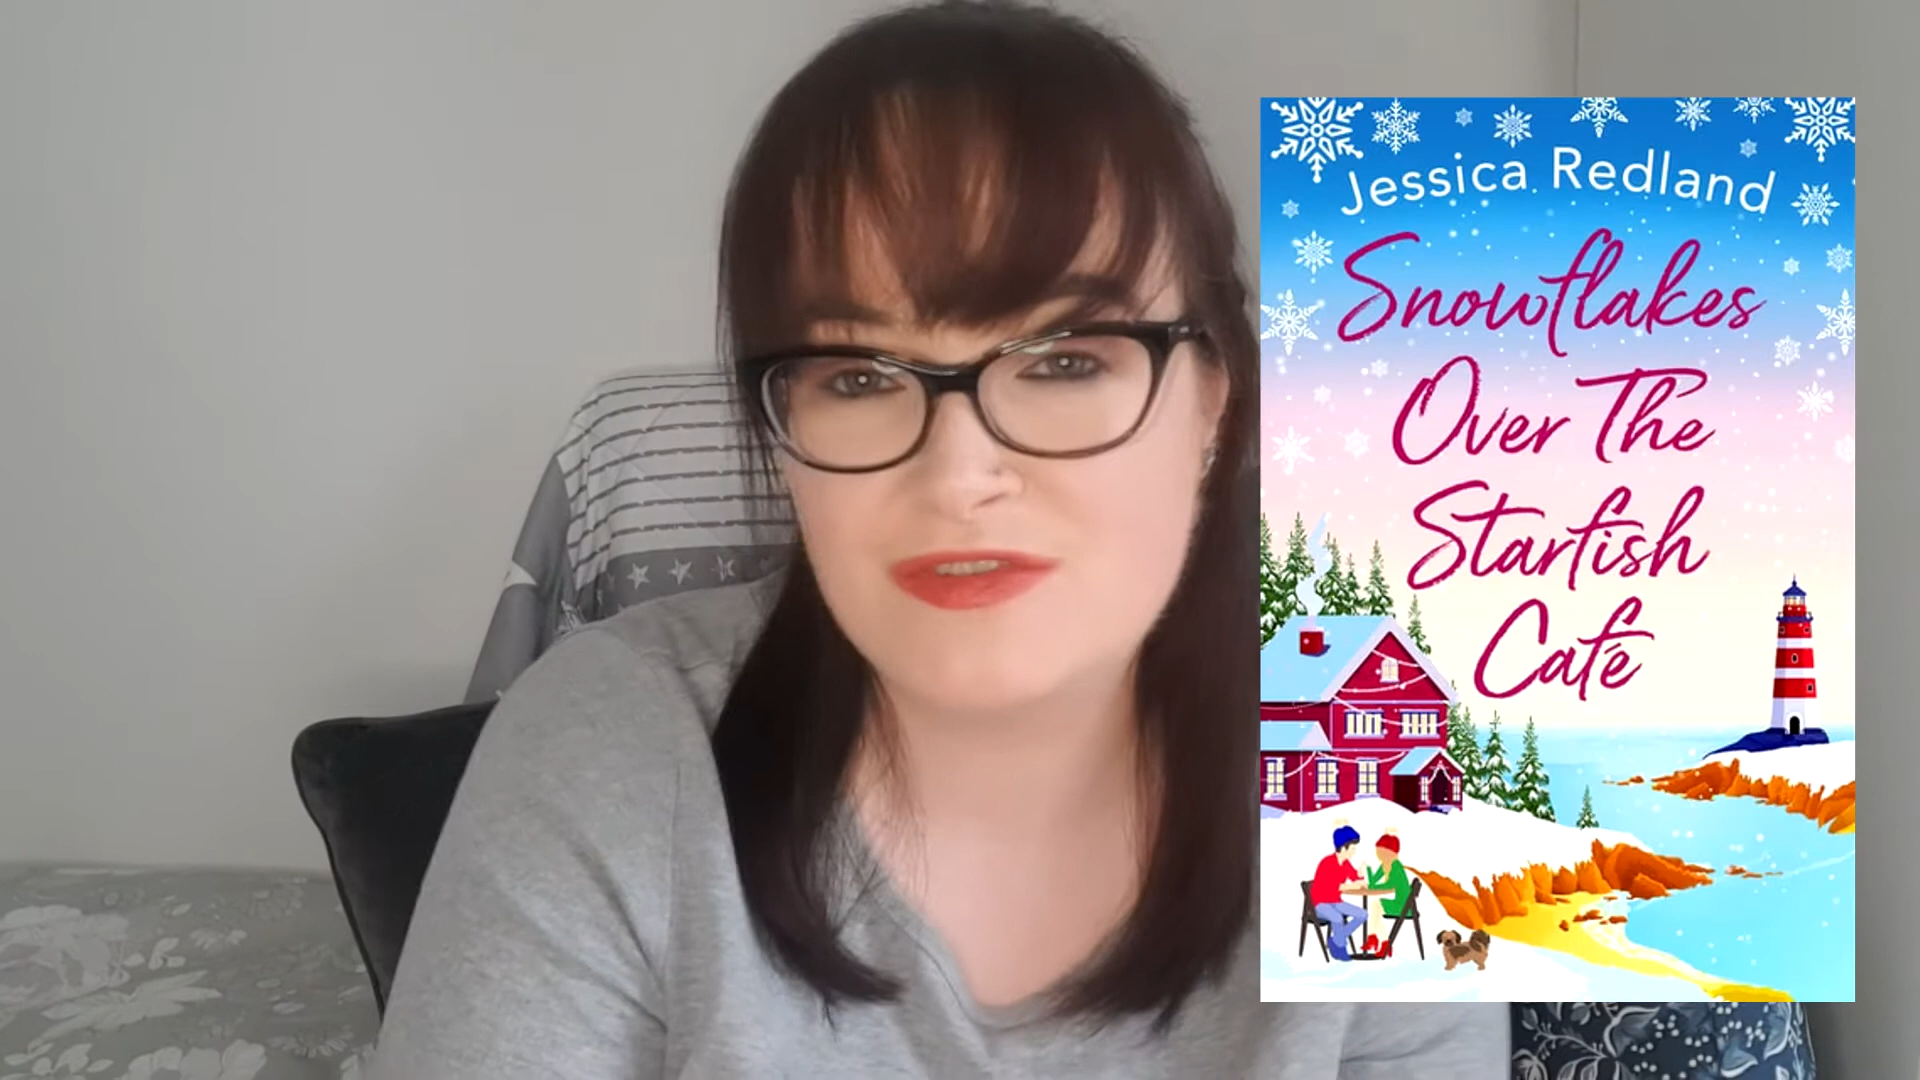 Jessica Redland
Snowflakes
Over The
Starfish
Café